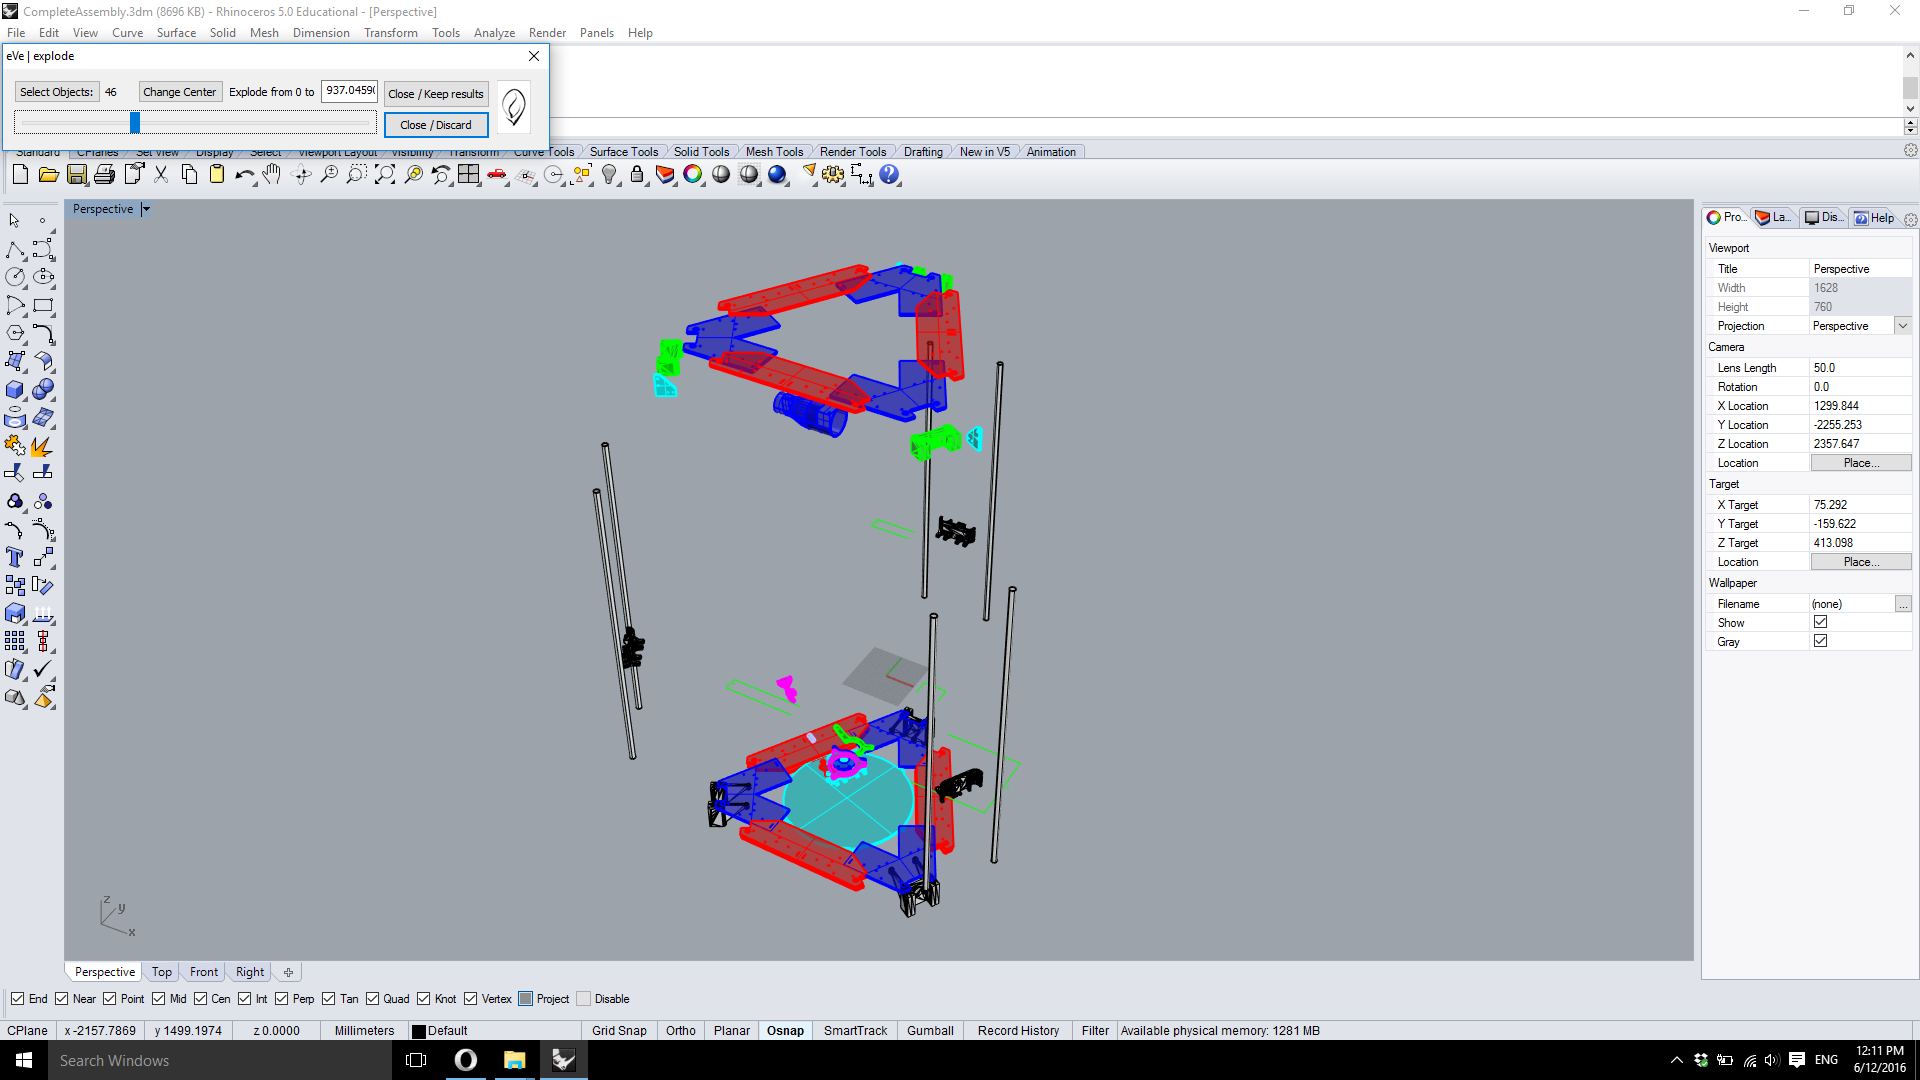 CompleteAssembly.3dm (8696 KB) - Rhinoceros 5.0 Educational - [Perspective]
File Edit View Curve Surface Solid Mesh Dimension Transform Tools Analyze Render Panels Help
eVe | explode
Select Objects: 46 Change Center Explode from 0 to 937.0459 Close / Keep results
Close / Discard
Standard CPlanes Set View Display Select Viewport Layout Visibility Transform Curve Tools Surface Tools Solid Tools Mesh Tools Render Tools Drafting New in V5 Animation
Perspective
Pro... La... Dis... Help
Viewport
Title Perspective
Width 1628
Height 760
Projection Perspective
Camera
Lens Length 50.0
Rotation 0.0
X Location 1299.844
Y Location -2255.253
Z Location 2357.647
Location Place...
Target
X Target 75.292
Y Target -159.622
Z Target 413.098
Location Place...
Wallpaper
Filename (none) ...
Show
Gray
z
y
x
Perspective Top Front Right
End Near Point Mid Cen Int Perp Tan Quad Knot Vertex Project Disable
CPlane x -2157.7869 y 1499.1974 z 0.0000 Millimeters Default Grid Snap Ortho Planar Osnap SmartTrack Gumball Record History Filter Available physical memory: 1281 MB
Search Windows
ENG
12:11 PM
6/12/2016